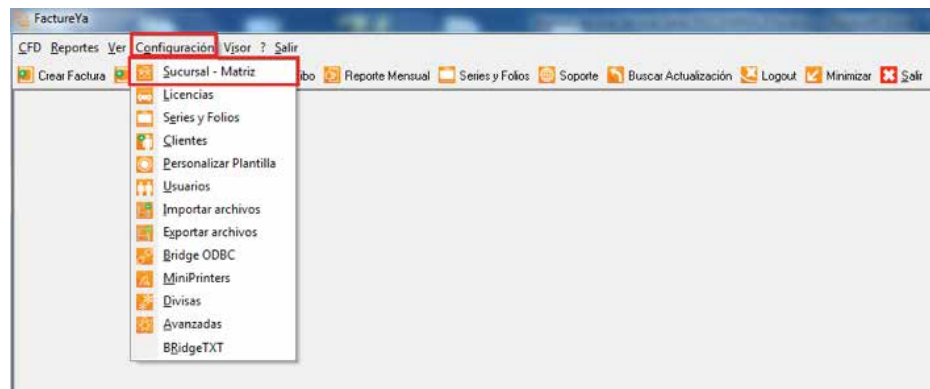 FactureYa
CFD Reportes Ver Configuración Visor ? Salir
Crear Factura Sucursal - Matriz Reporte Mensual Series y Folios Soporte Buscar Actualización Logout Minimizar Salir
Licencias
Series y Folios
Clientes
Personalizar Plantilla
Usuarios
Importar archivos
Exportar archivos
Bridge ODBC
MiniPrinters
Divisas
Avanzadas
BRidgeTXT